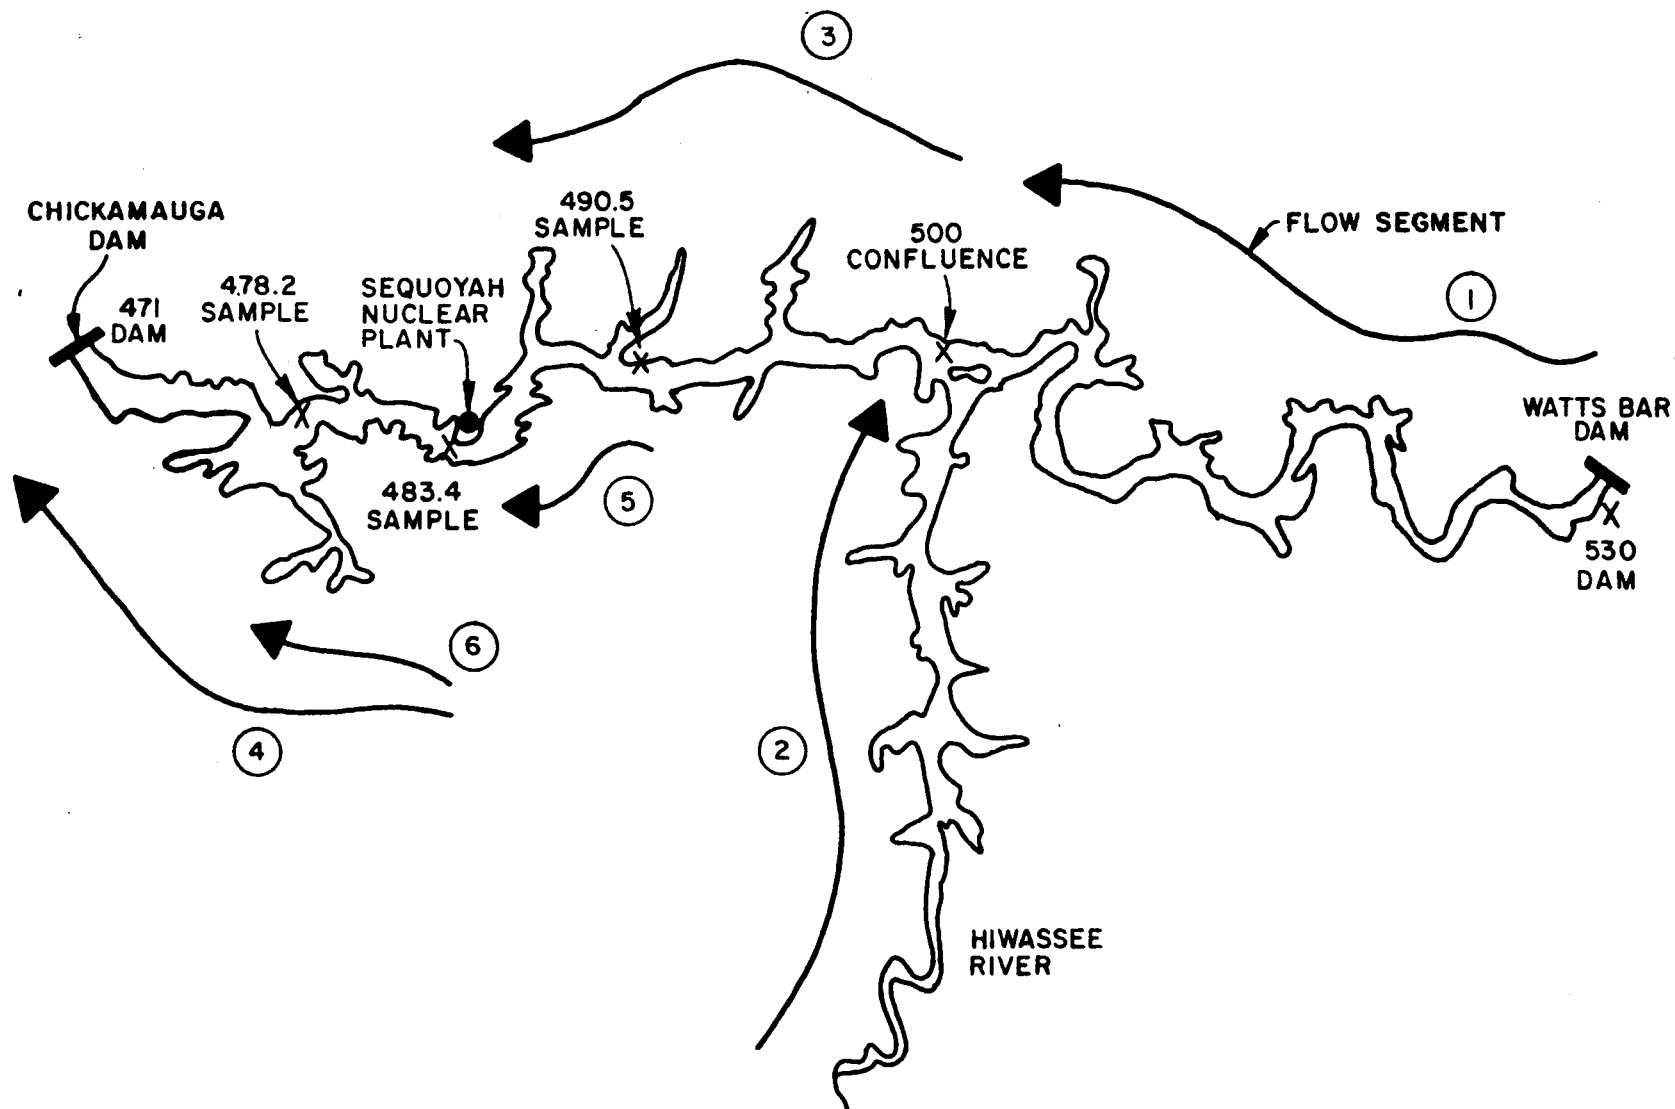 3
CHICKAMAUGA
DAM
490.5
SAMPLE
500
CONFLUENCE
FLOW SEGMENT
1
471
DAM
478.2
SAMPLE
SEQUOYAH
NUCLEAR
PLANT
WATTS BAR
DAM
483.4
SAMPLE
5
530
DAM
6
4
2
HIWASSEE
RIVER